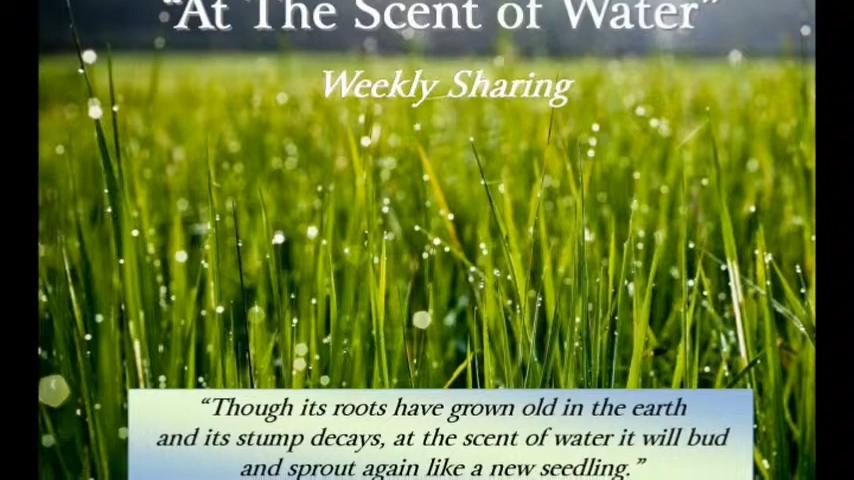 “At The Scent of Water”
Weekly Sharing
“Though its roots have grown old in the earth
and its stump decays, at the scent of water it will bud
and sprout again like a new seedling.”